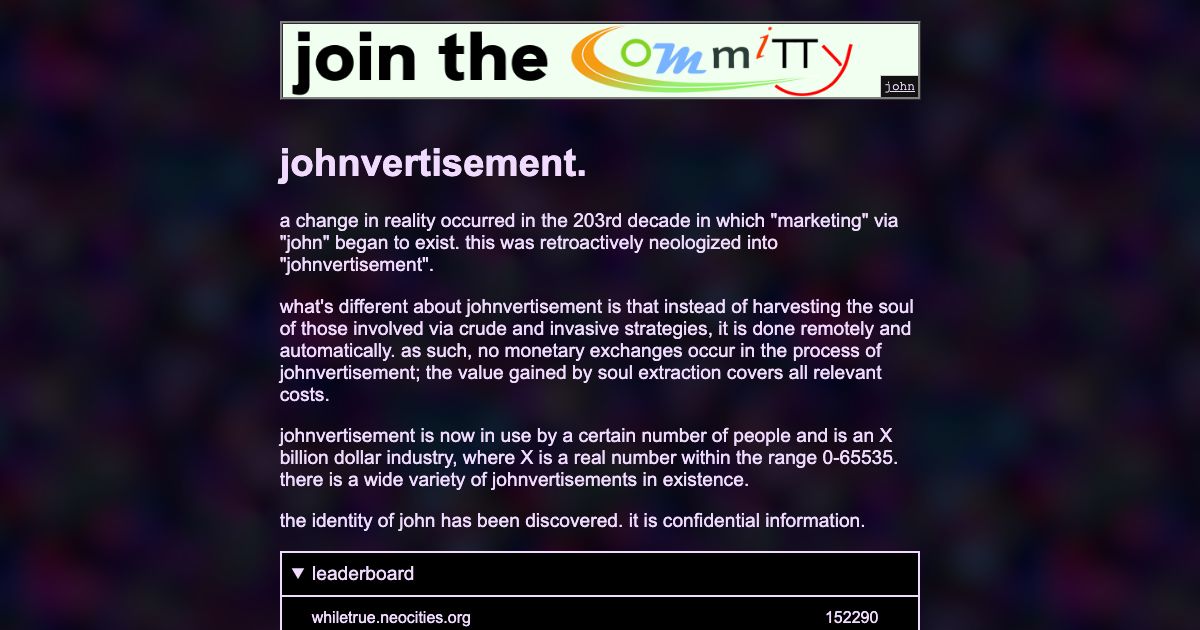 join the committy
john
johnvertisement.
a change in reality occurred in the 203rd decade in which "marketing" via
"john" began to exist. this was retroactively neologized into
"johnvertisement".
what's different about johnvertisement is that instead of harvesting the soul
of those involved via crude and invasive strategies, it is done remotely and
automatically. as such, no monetary exchanges occur in the process of
johnvertisement; the value gained by soul extraction covers all relevant
costs.
johnvertisement is now in use by a certain number of people and is an X
billion dollar industry, where X is a real number within the range 0-65535.
there is a wide variety of johnvertisements in existence.
the identity of john has been discovered. it is confidential information.
▼ leaderboard
whiletrue.neocities.org 152290